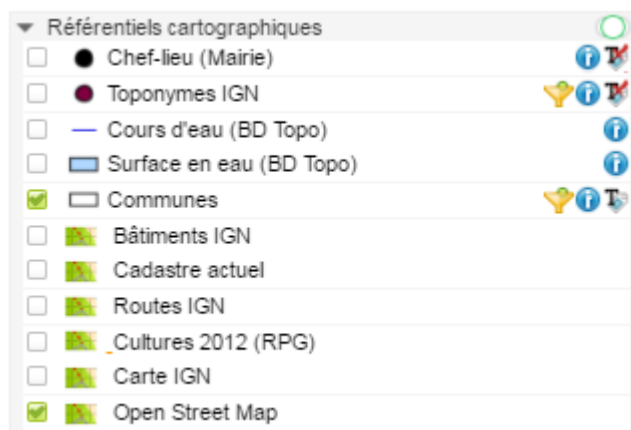 Référentiels cartographiques
Chef-lieu (Mairie)
Toponymes IGN
Cours d'eau (BD Topo)
Surface en eau (BD Topo)
Communes
Bâtiments IGN
Cadastre actuel
Routes IGN
Cultures 2012 (RPG)
Carte IGN
Open Street Map